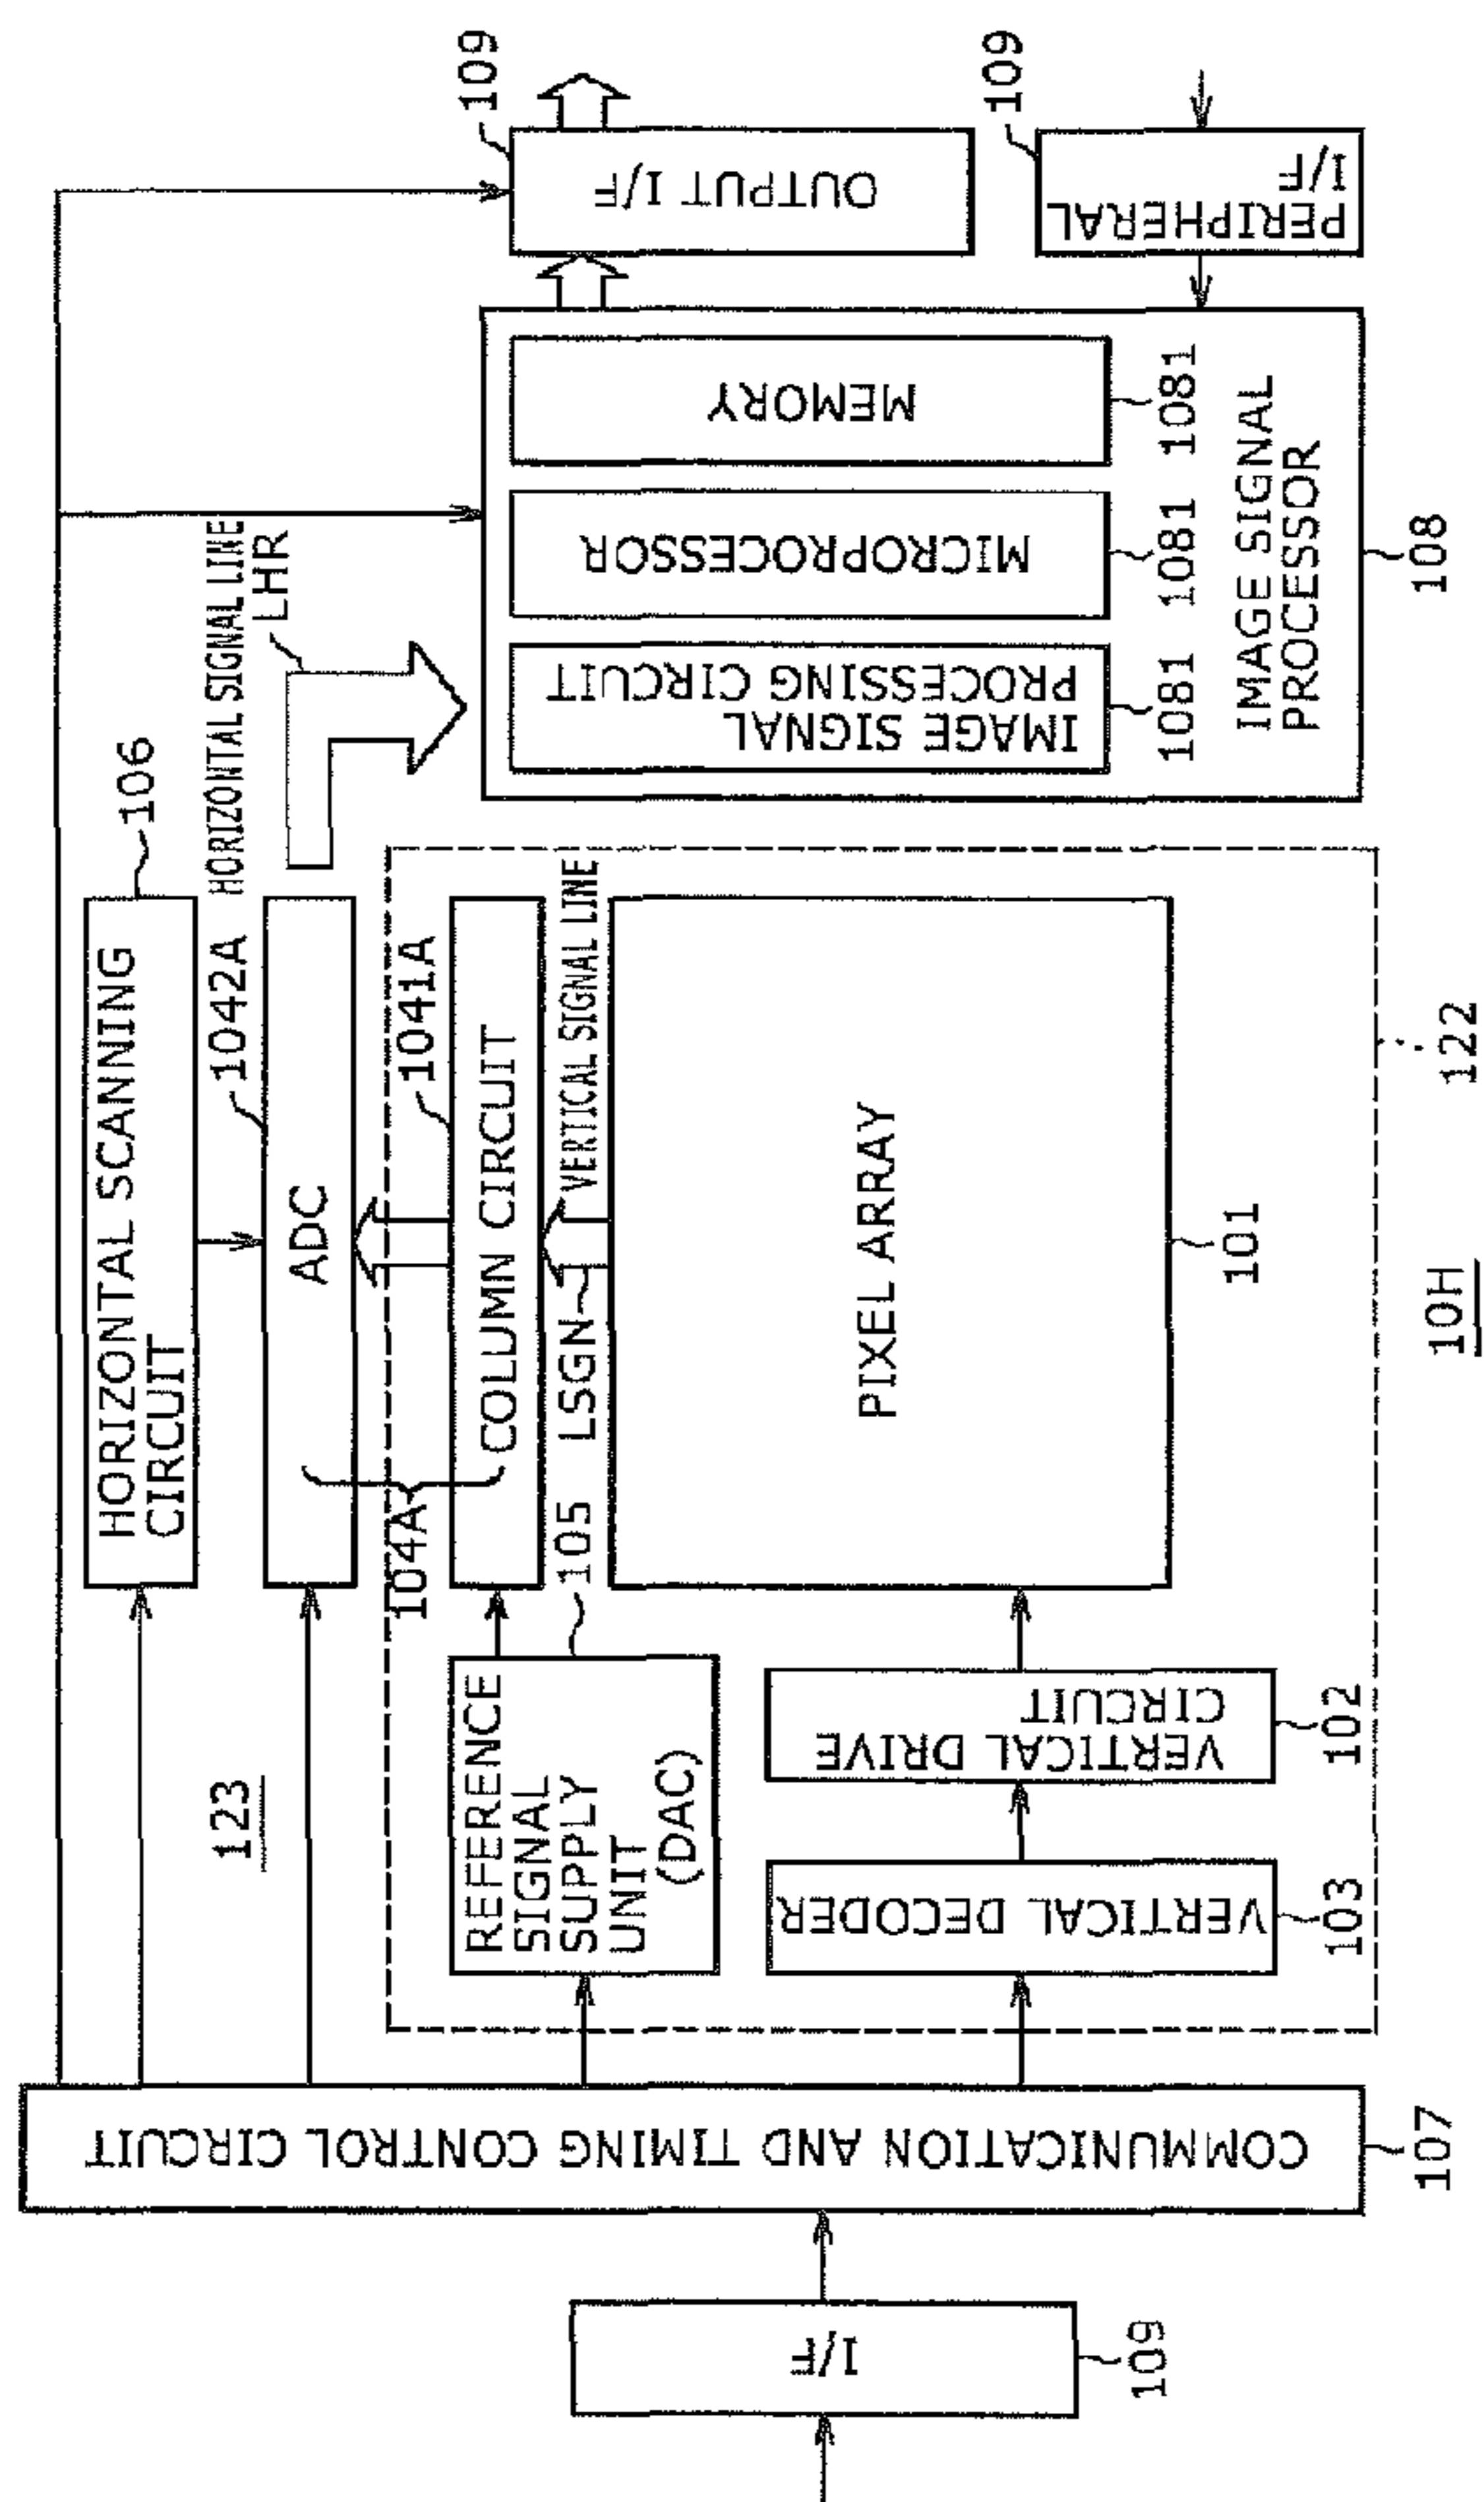 HORIZONTAL SCANNING
CIRCUIT
106
HORIZONTAL SIGNAL LINE
LHR
123
1042A
ADC
104A
1041A
COLUMN CIRCUIT
REFERENCE
SIGNAL
SUPPLY
UNIT
(DAC)
105
LSGN
VERTICAL SIGNAL LINE
PIXEL ARRAY
101
VERTICAL DRIVE
CIRCUIT
102
VERTICAL DECODER
103
122
COMMUNICATION AND TIMING CONTROL CIRCUIT
107
I/F
109
IMAGE SIGNAL
PROCESSING CIRCUIT
1081
MICROPROCESSOR
1081
MEMORY
1081
IMAGE SIGNAL
PROCESSOR
108
OUTPUT I/F
109
PERIPHERAL
I/F
109
10H